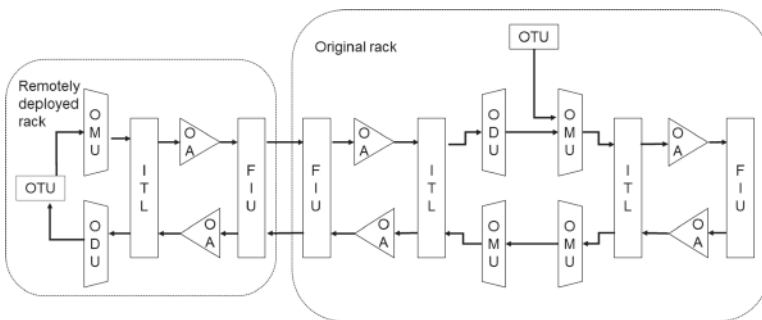 Original rack
OTU
Remotely
deployed
rack
OMU
OA
ODU
OMU
OA
OA
ITL
FIU
FIU
ITL
ITL
FIU
OTU
ODU
OA
OA
OMU
OMU
OA